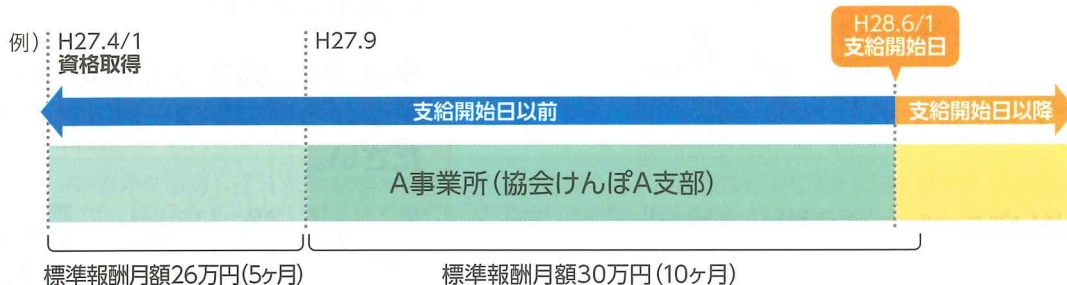 例) H27.4/1
資格取得
H27.9
H28.6/1
支給開始日
支給開始日以前
支給開始日以降
A事業所(協会けんぽA支部)
標準報酬月額26万円(5ヶ月)
標準報酬月額30万円(10ヶ月)